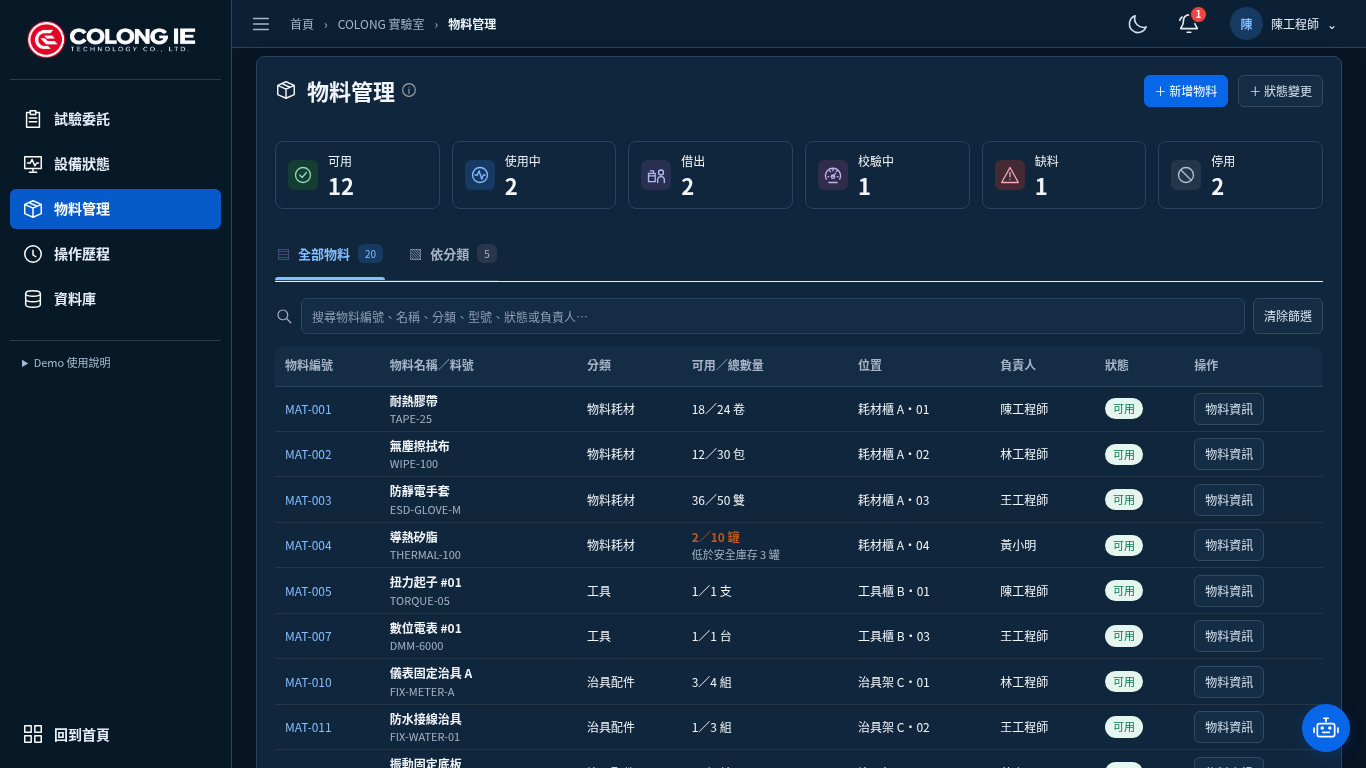 COLONG IE
TECHNOLOGY CO., LTD.
試驗委託
設備狀態
物料管理
操作歷程
資料庫
Demo 使用說明
回到首頁
首頁 › COLONG 實驗室 › 物料管理
1
陳 陳工程師
物料管理
＋ 新增物料
＋ 狀態變更
可用
12
使用中
2
借出
2
校驗中
1
缺料
1
停用
2
全部物料 20
依分類 5
搜尋物料編號、名稱、分類、型號、狀態或負責人…
清除篩選
物料編號 物料名稱／料號 分類 可用／總數量 位置 負責人 狀態 操作
MAT-001 耐熱膠帶 物料耗材 18／24 卷 耗材櫃 A・01 陳工程師 可用 物料資訊
TAPE-25
MAT-002 無塵擦拭布 物料耗材 12／30 包 耗材櫃 A・02 林工程師 可用 物料資訊
WIPE-100
MAT-003 防靜電手套 物料耗材 36／50 雙 耗材櫃 A・03 王工程師 可用 物料資訊
ESD-GLOVE-M
MAT-004 導熱矽脂 物料耗材 2／10 罐 耗材櫃 A・04 黃小明 可用 物料資訊
THERMAL-100 低於安全庫存 3 罐
MAT-005 扭力起子 #01 工具 1／1 支 工具櫃 B・01 陳工程師 可用 物料資訊
TORQUE-05
MAT-007 數位電表 #01 工具 1／1 台 工具櫃 B・03 王工程師 可用 物料資訊
DMM-6000
MAT-010 儀表固定治具 A 治具配件 3／4 組 治具架 C・01 林工程師 可用 物料資訊
FIX-METER-A
MAT-011 防水接線治具 治具配件 1／3 組 治具架 C・02 王工程師 可用 物料資訊
FIX-WATER-01
振動固定底板